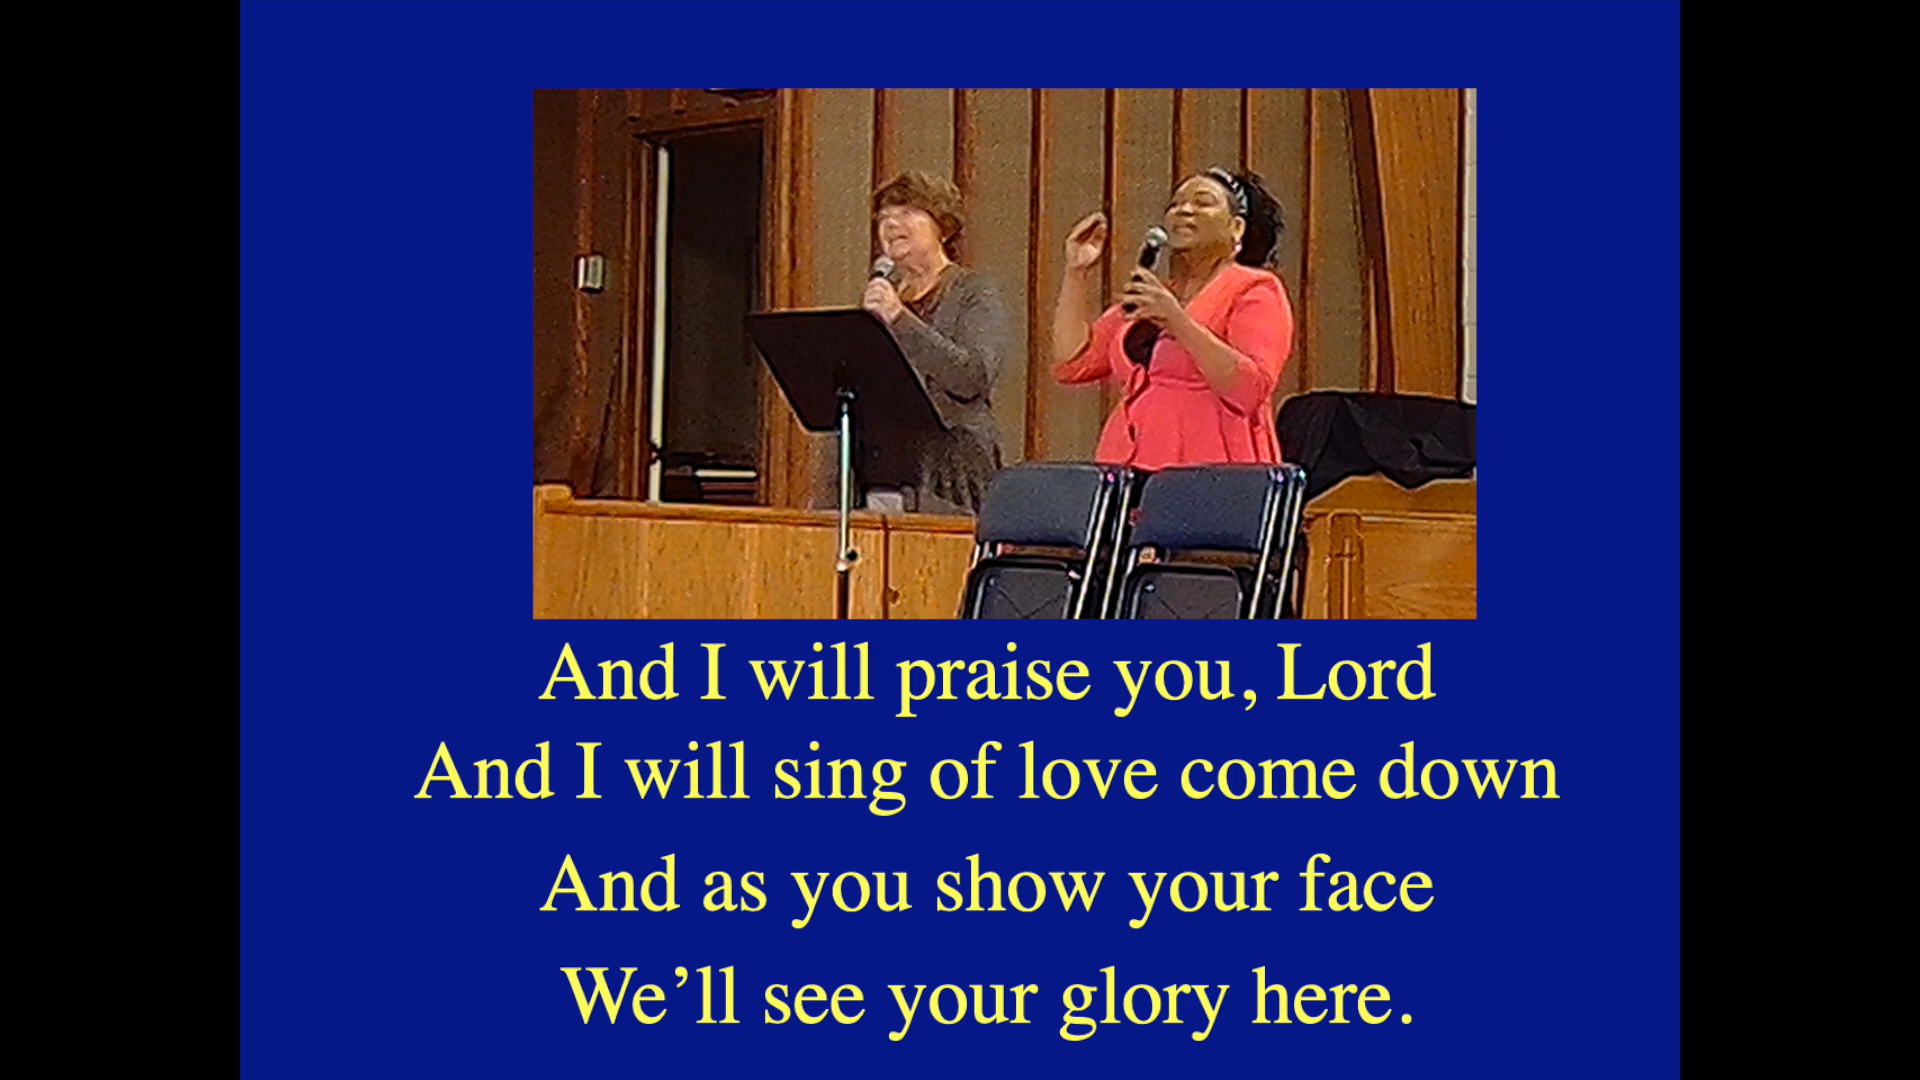 And I will praise you, Lord
And I will sing of love come down
And as you show your face
We’ll see your glory here.